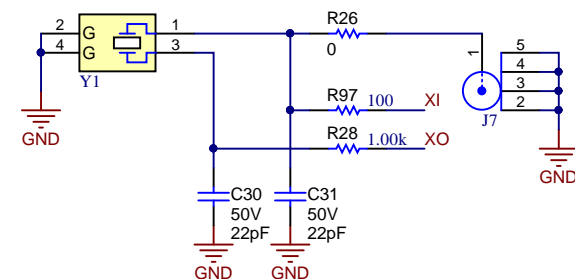 R26
0
2 G 1
4 G 3
Y1
1
5
4
3
2
J7
R97
100 XI
R28
1.00k XO
GND
GND
C30
50V
22pF
C31
50V
22pF
GND
GND